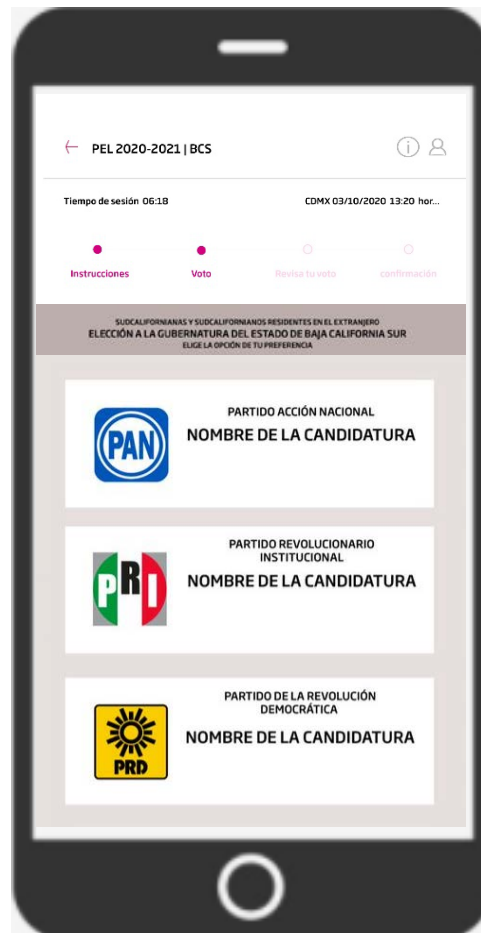 PEL 2020-2021 | BCS
Tiempo de sesión 06:18
CDMX 03/10/2020 13:20 hor...
Instrucciones
Voto
Revisa tu voto
confirmación
SUDCALIFORNIANAS Y SUDCALIFORNIANOS RESIDENTES EN EL EXTRANJERO
ELECCIÓN A LA GUBERNATURA DEL ESTADO DE BAJA CALIFORNIA SUR
ELIGE LA OPCIÓN DE TU PREFERENCIA
PAN
PARTIDO ACCIÓN NACIONAL
NOMBRE DE LA CANDIDATURA
PRI
PARTIDO REVOLUCIONARIO
INSTITUCIONAL
NOMBRE DE LA CANDIDATURA
PRD
PARTIDO DE LA REVOLUCIÓN
DEMOCRÁTICA
NOMBRE DE LA CANDIDATURA